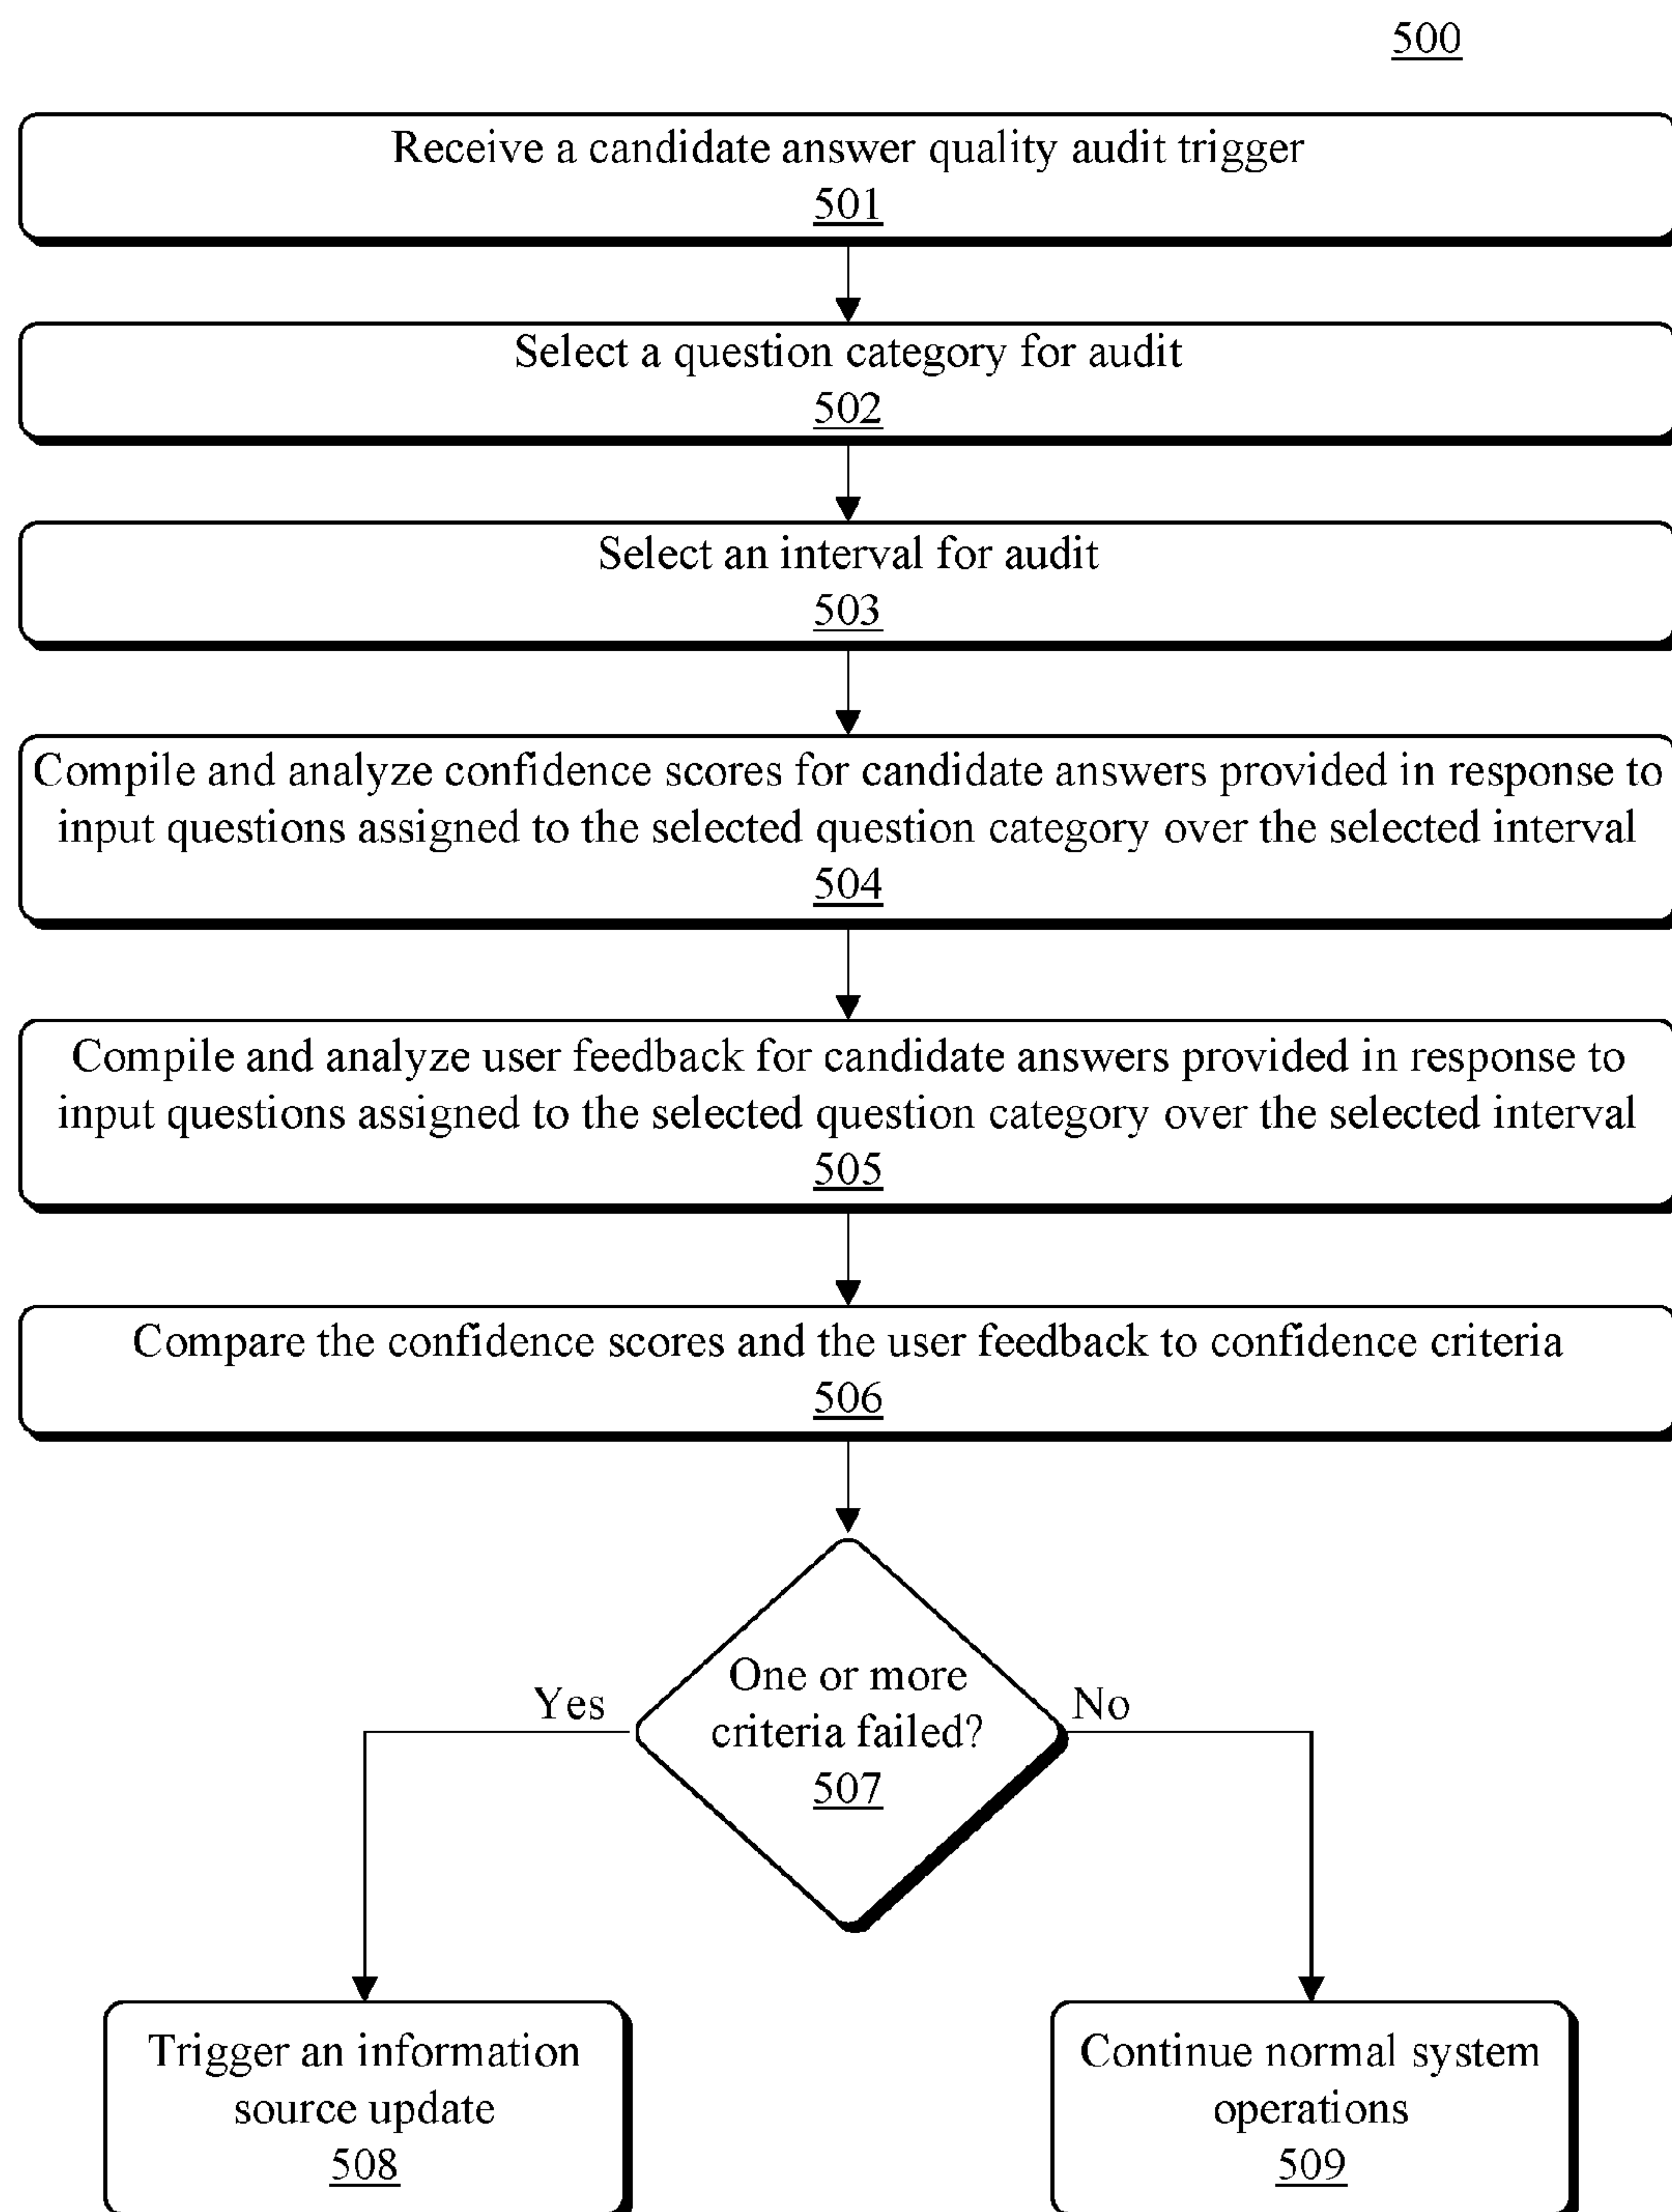 500
Receive a candidate answer quality audit trigger
501
Select a question category for audit
502
Select an interval for audit
503
Compile and analyze confidence scores for candidate answers provided in response to
input questions assigned to the selected question category over the selected interval
504
Compile and analyze user feedback for candidate answers provided in response to
input questions assigned to the selected question category over the selected interval
505
Compare the confidence scores and the user feedback to confidence criteria
506
One or more
criteria failed?
507
Yes
No
Trigger an information
source update
508
Continue normal system
operations
509